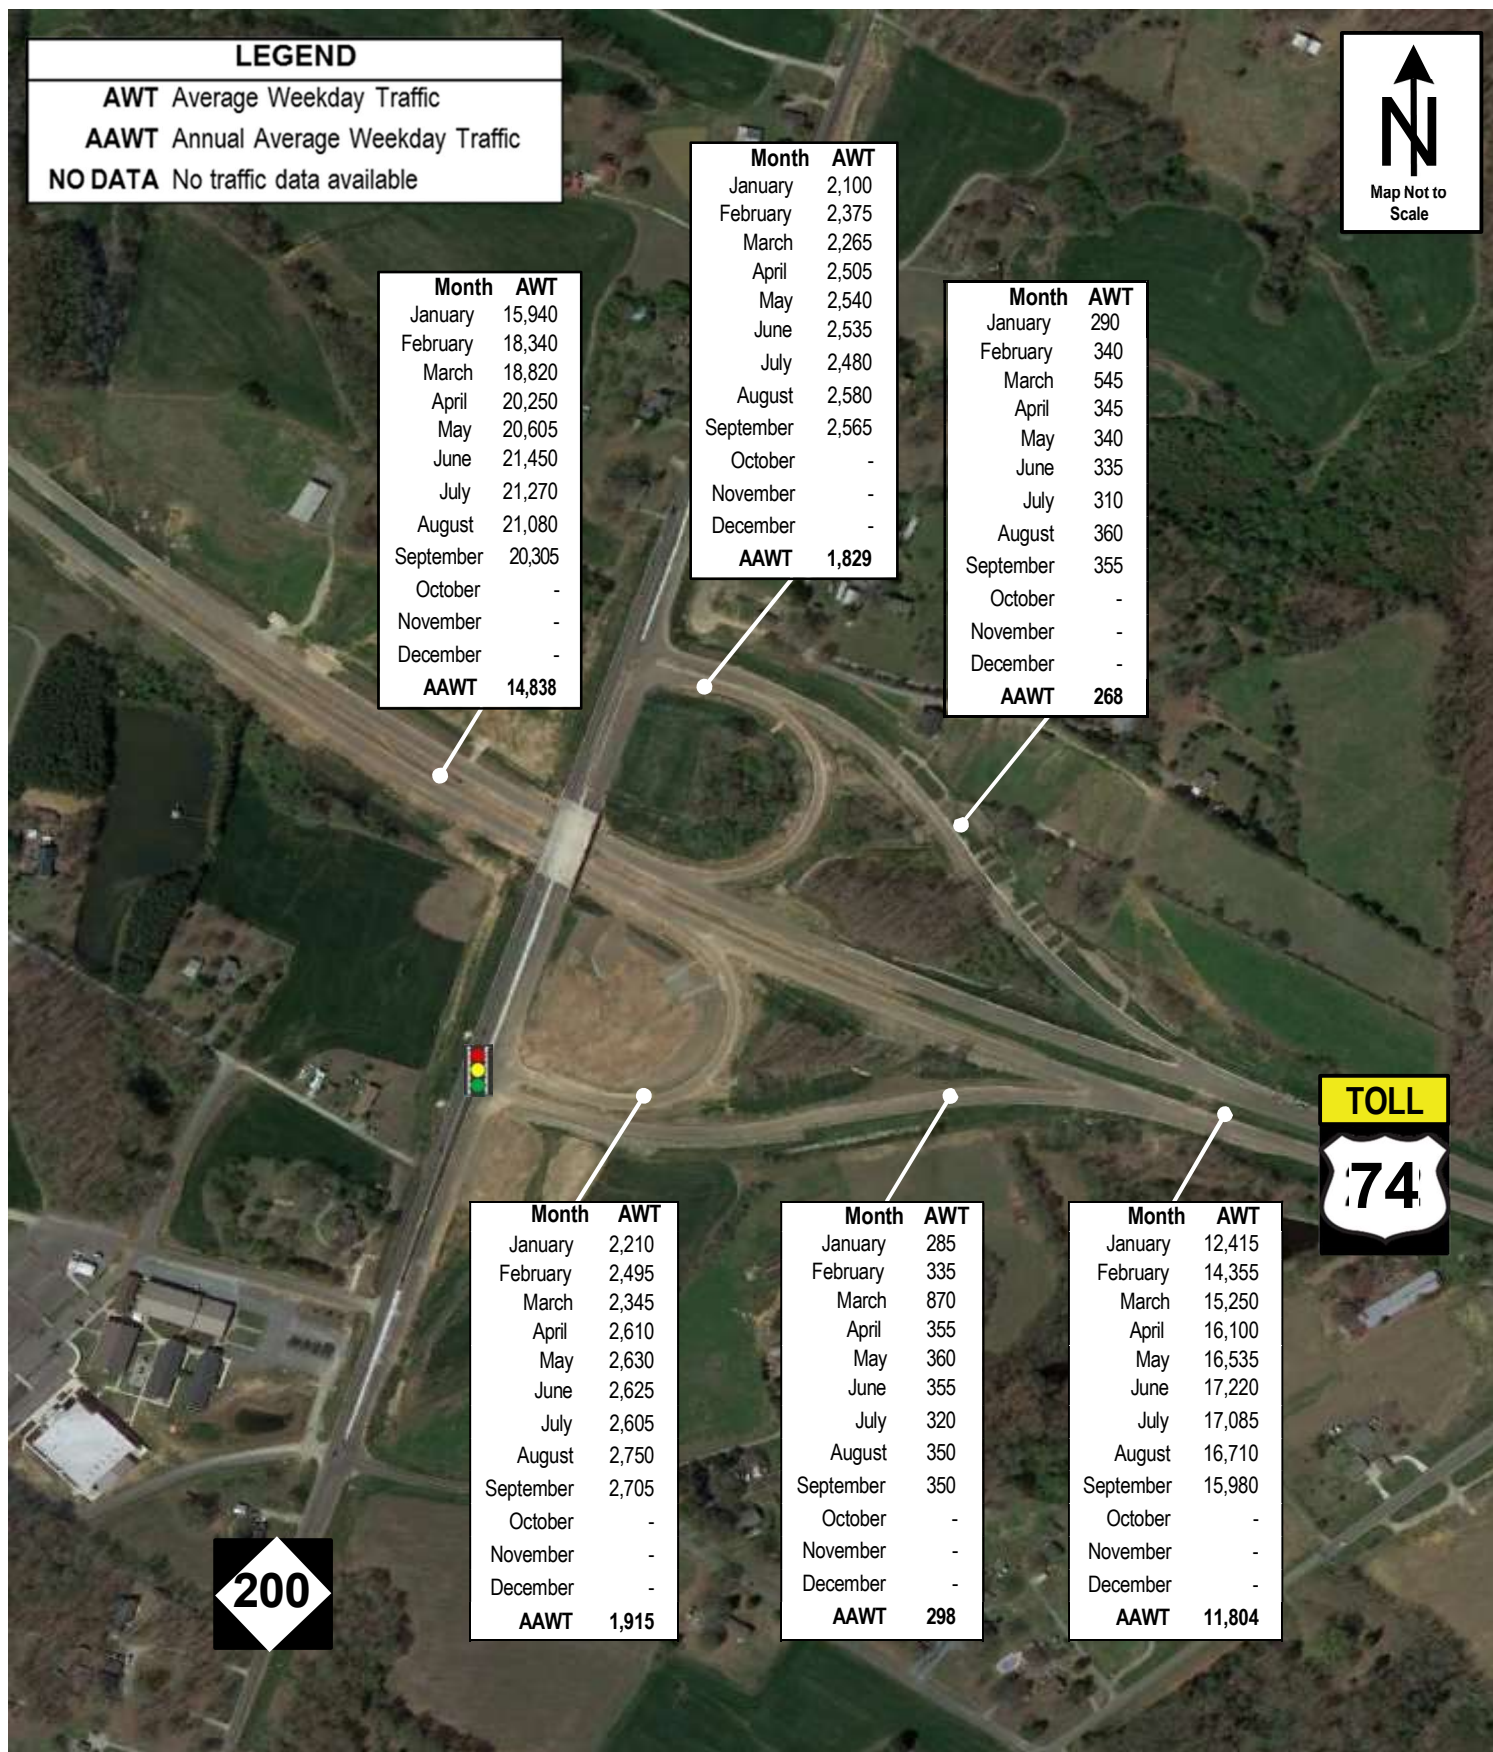 LEGEND
AWT Average Weekday Traffic
AAWT Annual Average Weekday Traffic
NO DATA No traffic data available
N
Map Not to
Scale
Month AWT
January 2,100
February 2,375
March 2,265
April 2,505
May 2,540
June 2,535
July 2,480
August 2,580
September 2,565
October -
November -
December -
AAWT 1,829
Month AWT
January 15,940
February 18,340
March 18,820
April 20,250
May 20,605
June 21,450
July 21,270
August 21,080
September 20,305
October -
November -
December -
AAWT 14,838
Month AWT
January 290
February 340
March 545
April 345
May 340
June 335
July 310
August 360
September 355
October -
November -
December -
AAWT 268
TOLL
74
Month AWT
January 2,210
February 2,495
March 2,345
April 2,610
May 2,630
June 2,625
July 2,605
August 2,750
September 2,705
October -
November -
December -
AAWT 1,915
Month AWT
January 285
February 335
March 870
April 355
May 360
June 355
July 320
August 350
September 350
October -
November -
December -
AAWT 298
Month AWT
January 12,415
February 14,355
March 15,250
April 16,100
May 16,535
June 17,220
July 17,085
August 16,710
September 15,980
October -
November -
December -
AAWT 11,804
200